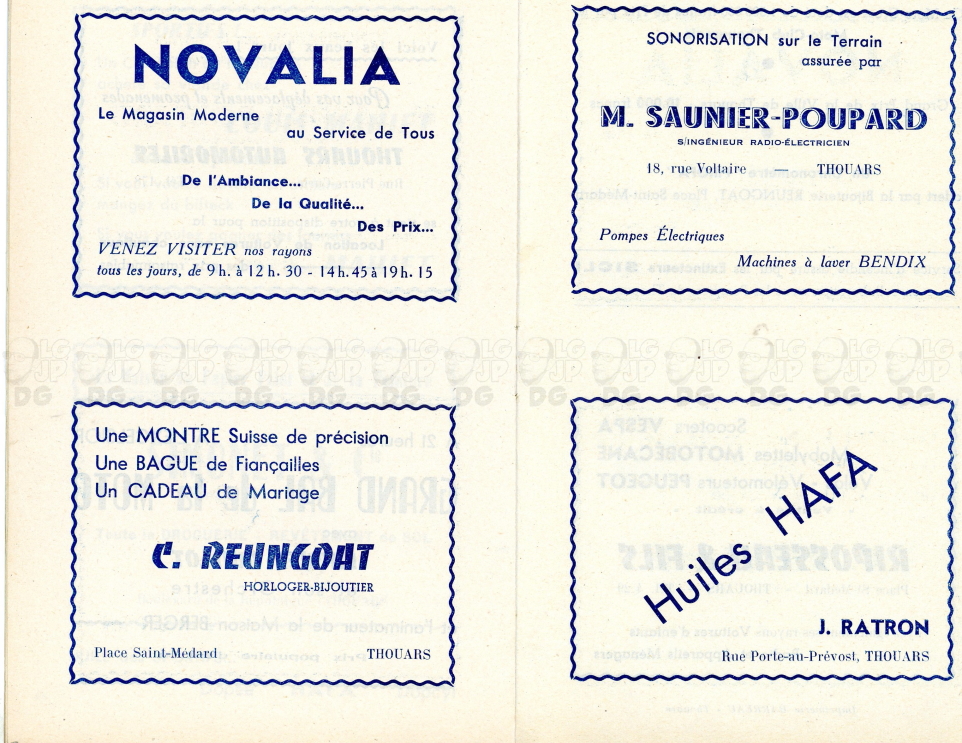 NOVALIA
Le Magasin Moderne
au Service de Tous
De l'Ambiance...
De la Qualité...
Des Prix...
VENEZ VISITER nos rayons
tous les jours, de 9 h. à 12 h. 30 - 14 h. 45 à 19 h. 15
SONORISATION sur le Terrain
assurée par
M. SAUNIER-POUPARD
S/INGÉNIEUR RADIO-ÉLECTRICIEN
18, rue Voltaire — THOUARS
Pompes Électriques
Machines à laver BENDIX
Une MONTRE Suisse de précision
Une BAGUE de Fiançailles
Un CADEAU de Mariage
C. REUNGOAT
HORLOGER-BIJOUTIER
Place Saint-Médard THOUARS
Huiles HAFA
J. RATRON
Rue Porte-au-Prévost, THOUARS
LG JP DG